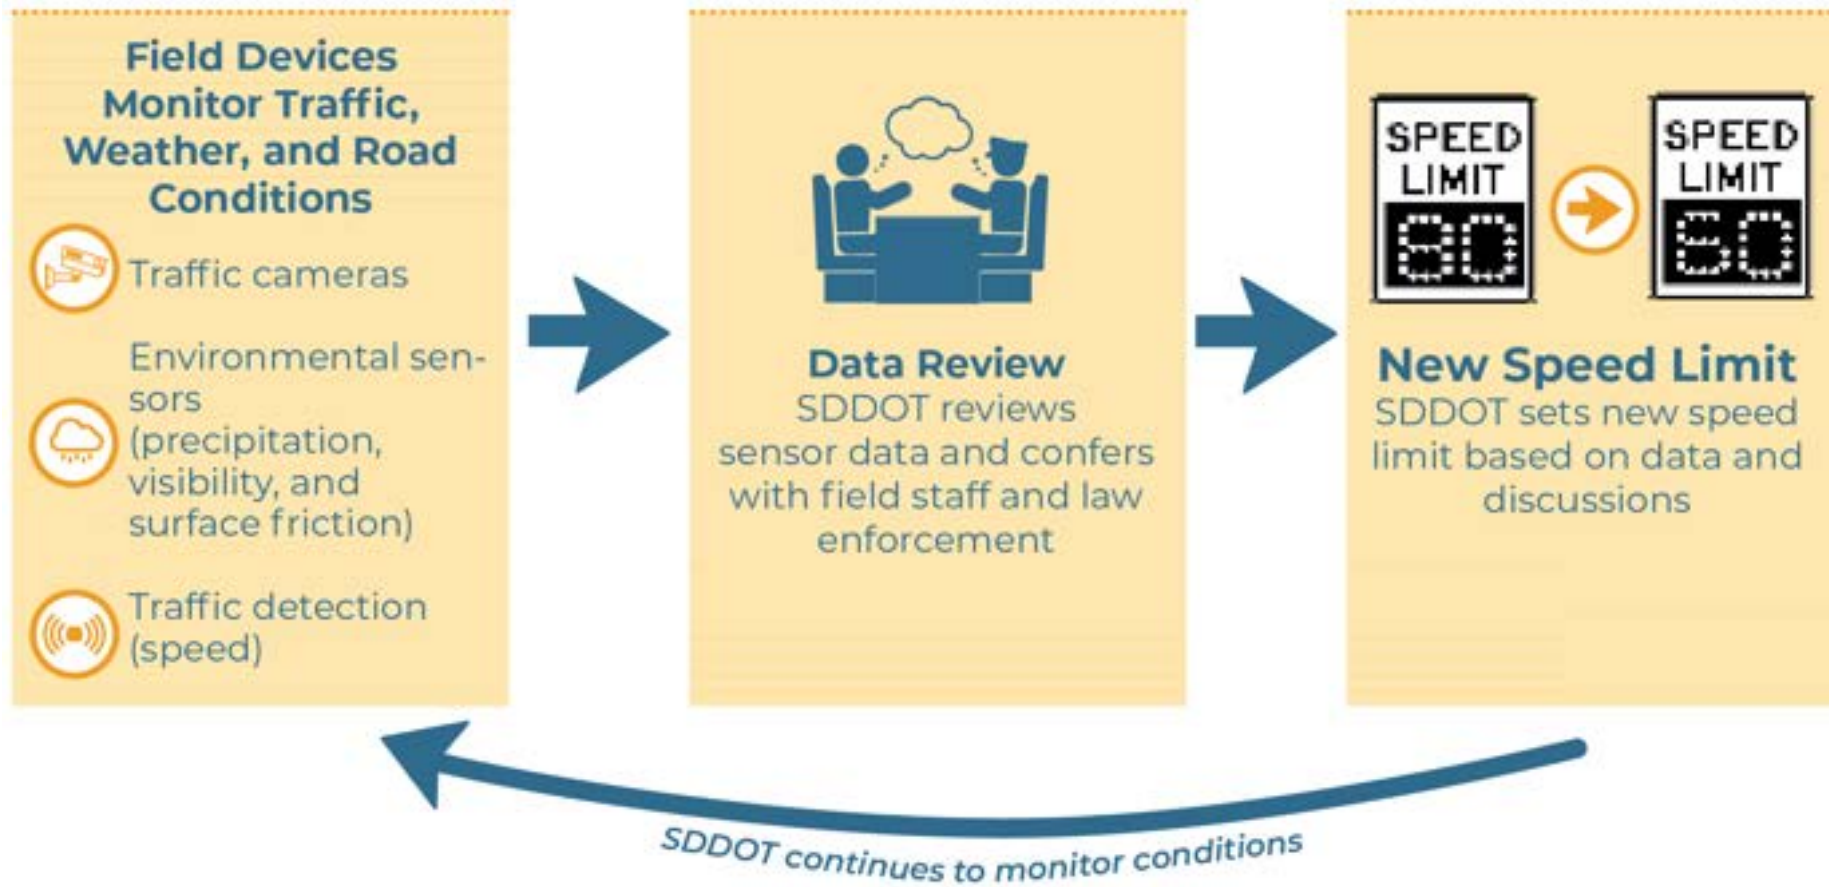 Field Devices
Monitor Traffic,
Weather, and Road
Conditions
Traffic cameras
Environmental sen-
sors
(precipitation,
visibility, and
surface friction)
Traffic detection
(speed)
Data Review
SDDOT reviews
sensor data and confers
with field staff and law
enforcement
SPEED
LIMIT
80
SPEED
LIMIT
60
New Speed Limit
SDDOT sets new speed
limit based on data and
discussions
SDDOT continues to monitor conditions